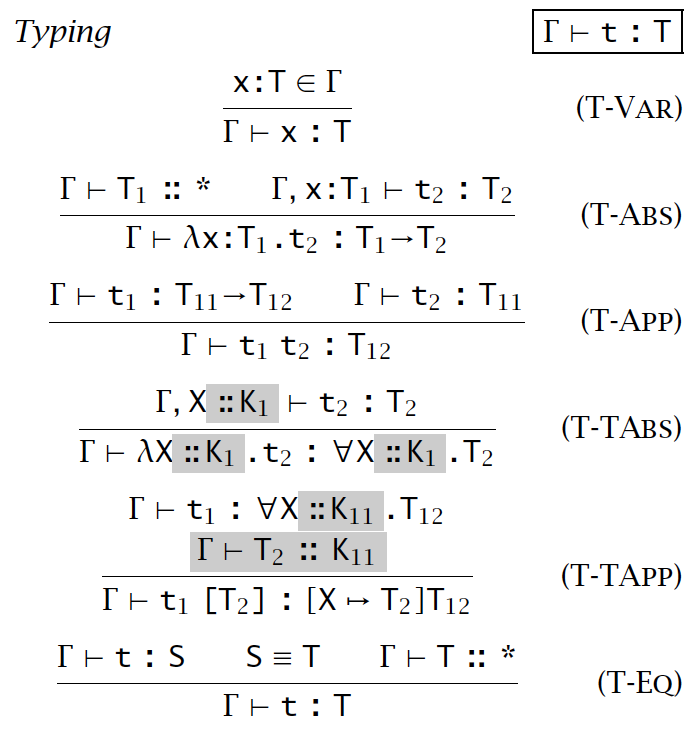 Typing Γ ⊢ t : T
x:T ∈ Γ
Γ ⊢ x : T (T-VAR)
Γ ⊢ T₁ :: * Γ, x:T₁ ⊢ t₂ : T₂
Γ ⊢ λx:T₁.t₂ : T₁→T₂ (T-ABS)
Γ ⊢ t₁ : T₁₁→T₁₂ Γ ⊢ t₂ : T₁₁
Γ ⊢ t₁ t₂ : T₁₂ (T-APP)
Γ, X::K₁ ⊢ t₂ : T₂
Γ ⊢ λX::K₁.t₂ : ∀X::K₁.T₂ (T-TABS)
Γ ⊢ t₁ : ∀X::K₁₁.T₁₂
Γ ⊢ T₂ :: K₁₁
Γ ⊢ t₁ [T₂] : [X ↦ T₂]T₁₂ (T-TAPP)
Γ ⊢ t : S S ≡ T Γ ⊢ T :: *
Γ ⊢ t : T (T-EQ)